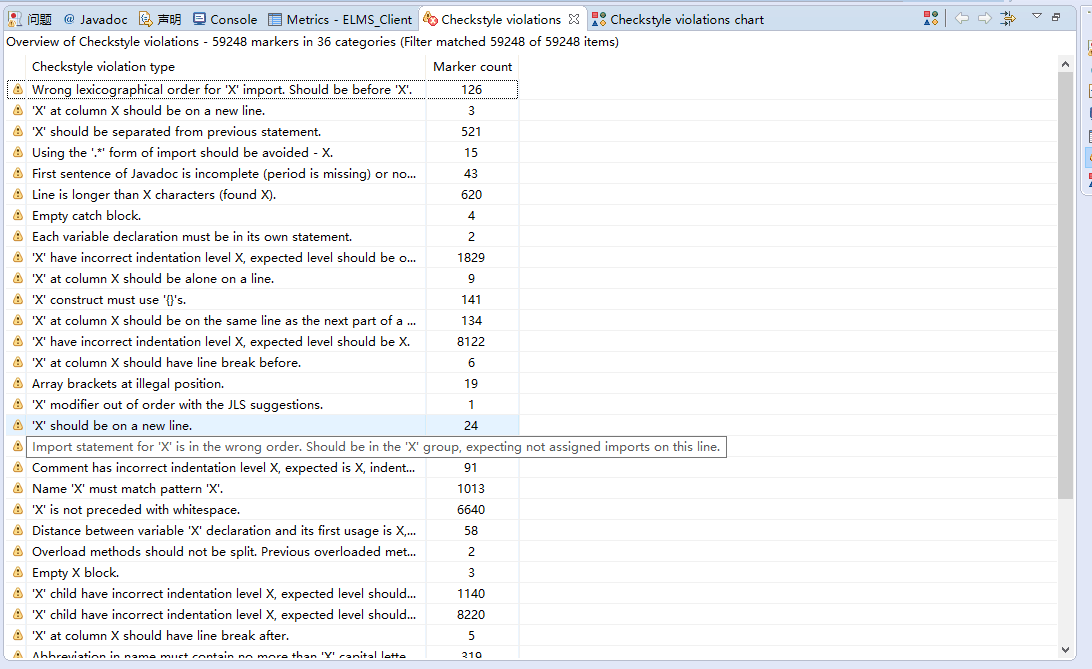 问题 @ Javadoc 声明 Console Metrics - ELMS_Client Checkstyle violations Checkstyle violations chart
Overview of Checkstyle violations - 59248 markers in 36 categories (Filter matched 59248 of 59248 items)
Checkstyle violation type Marker count
Wrong lexicographical order for 'X' import. Should be before 'X'. 126
'X' at column X should be on a new line. 3
'X' should be separated from previous statement. 521
Using the '.*' form of import should be avoided - X. 15
First sentence of Javadoc is incomplete (period is missing) or no... 43
Line is longer than X characters (found X). 620
Empty catch block. 4
Each variable declaration must be in its own statement. 2
'X' have incorrect indentation level X, expected level should be o... 1829
'X' at column X should be alone on a line. 9
'X' construct must use '{}'s. 141
'X' at column X should be on the same line as the next part of a ... 134
'X' have incorrect indentation level X, expected level should be X. 8122
'X' at column X should have line break before. 6
Array brackets at illegal position. 19
'X' modifier out of order with the JLS suggestions. 1
'X' should be on a new line. 24
Import statement for 'X' is in the wrong order. Should be in the 'X' group, expecting not assigned imports on this line.
Comment has incorrect indentation level X, expected is X, indent... 91
Name 'X' must match pattern 'X'. 1013
'X' is not preceded with whitespace. 6640
Distance between variable 'X' declaration and its first usage is X,... 58
Overload methods should not be split. Previous overloaded met... 2
Empty X block. 3
'X' child have incorrect indentation level X, expected level should... 1140
'X' child have incorrect indentation level X, expected level should... 8220
'X' at column X should have line break after. 5
Abbreviation in name must contain no more than 'X' capital lette... 319